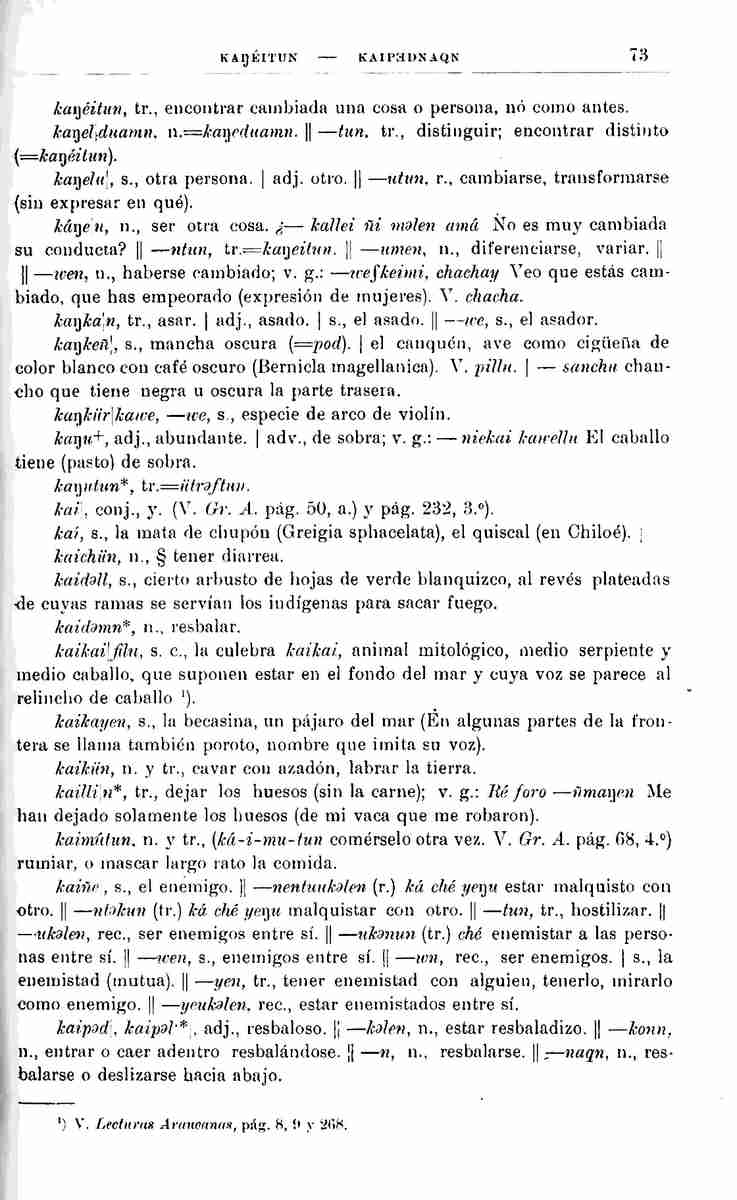 KAŊÉITUN — KAIPƏDNAQN 73
kaŋéitun, tr., encontrar cambiada una cosa o persona, nó como antes.
kaŋel|duamn, n.=kaŋeduamn. || —tun, tr., distinguir; encontrar distinto
(=kaŋéitun).
kaŋelu|, s., otra persona. | adj. otro. || —utun, r., cambiarse, transformarse
(sin expresar en qué).
káŋe|n, n., ser otra cosa. ¿— kallei ñi məlen amá No es muy cambiada
su conducta? || —ntun, tr.=kaŋeitun. || —umen, n., diferenciarse, variar. ||
|| —wen, n., haberse cambiado; v. g.: —weʃkeimi, chachay Veo que estás cam-
biado, que has empeorado (expresión de mujeres). V. chacha.
kaŋka|n, tr., asar. | adj., asado. | s., el asado. || —we, s., el asador.
kaŋkeñ|, s., mancha oscura (=pod). | el canquén, ave como cigüeña de
color blanco con café oscuro (Bernicla magellanica). V. pillu. | — sanchu chan-
cho que tiene negra u oscura la parte trasera.
kaŋkür|kawe, —we, s., especie de arco de violín.
kaŋu+, adj., abundante. | adv., de sobra; v. g.: — niekai kawellu El caballo
tiene (pasto) de sobra.
kaŋutun*, tr.=ütrəftun.
kai|, conj., y. (V. Gr. A. pág. 50, a.) y pág. 232, 3.º).
kaí, s., la mata de chupón (Greigia sphacelata), el quiscal (en Chiloé). |
kaichün, n., § tener diarrea.
kaidəll, s., cierto arbusto de hojas de verde blanquizco, al revés plateadas
de cuyas ramas se servían los indígenas para sacar fuego.
kaidəmn*, n., resbalar.
kaikai|filu, s. c., la culebra kaikai, animal mitológico, medio serpiente y
medio caballo, que suponen estar en el fondo del mar y cuya voz se parece al
relincho de caballo ¹).
kaikayen, s., la becasina, un pájaro del mar (En algunas partes de la fron-
tera se llama también poroto, nombre que imita su voz).
kaikün, n. y tr., cavar con azadón, labrar la tierra.
kailli|n*, tr., dejar los huesos (sin la carne); v. g.: Ré foro —ñmaŋen Me
han dejado solamente los huesos (de mi vaca que me robaron).
kaimútun, n. y tr., (ká-i-mu-tun comérselo otra vez. V. Gr. A. pág. 68, 4.º)
rumiar, o mascar largo rato la comida.
kaiñe|, s., el enemigo. || —nentuukəlen (r.) ká ché yeŋu estar malquisto con
otro. || —ntəkun (tr.) ká ché yeŋu malquistar con otro. || —tun, tr., hostilizar. ||
—ukəlen, rec., ser enemigos entre sí. || —ukənun (tr.) ché enemistar a las perso-
nas entre sí. || —wen, s., enemigos entre sí. || —wn, rec., ser enemigos. | s., la
enemistad (mutua). || —yen, tr., tener enemistad con alguien, tenerlo, mirarlo
como enemigo. || —yeukəlen, rec., estar enemistados entre sí.
kaipəd|, kaipəl·*|, adj., resbaloso. || —kəlen, n., estar resbaladizo. || —konn,
n., entrar o caer adentro resbalándose. || —n, n., resbalarse. || —naqn, n., res-
balarse o deslizarse hacia abajo.
¹) V. Lecturas Araucanas, pág. 8, 9 y 268.